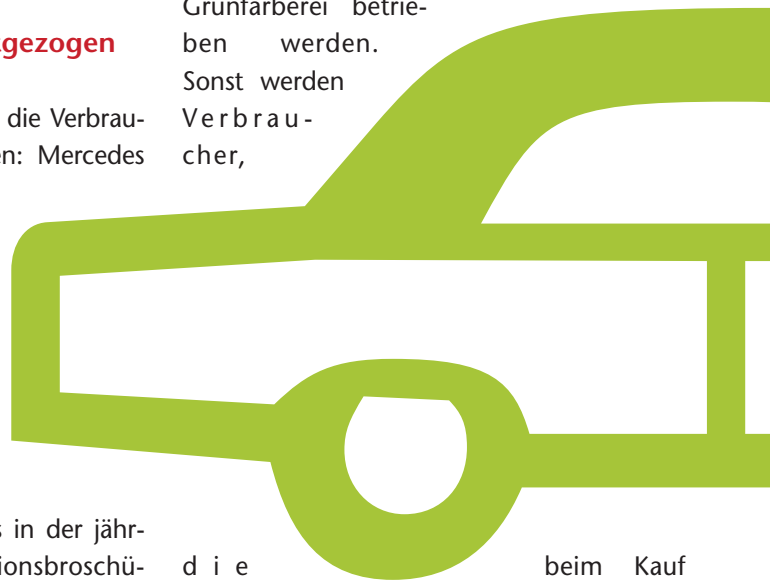 gezogen
die Verbrau-
en: Mercedes
s in der jähr-
ionsbroschü-
Grünfärberei betrie-
ben werden.
Sonst werden
Verbrau-
cher,
die
beim Kauf